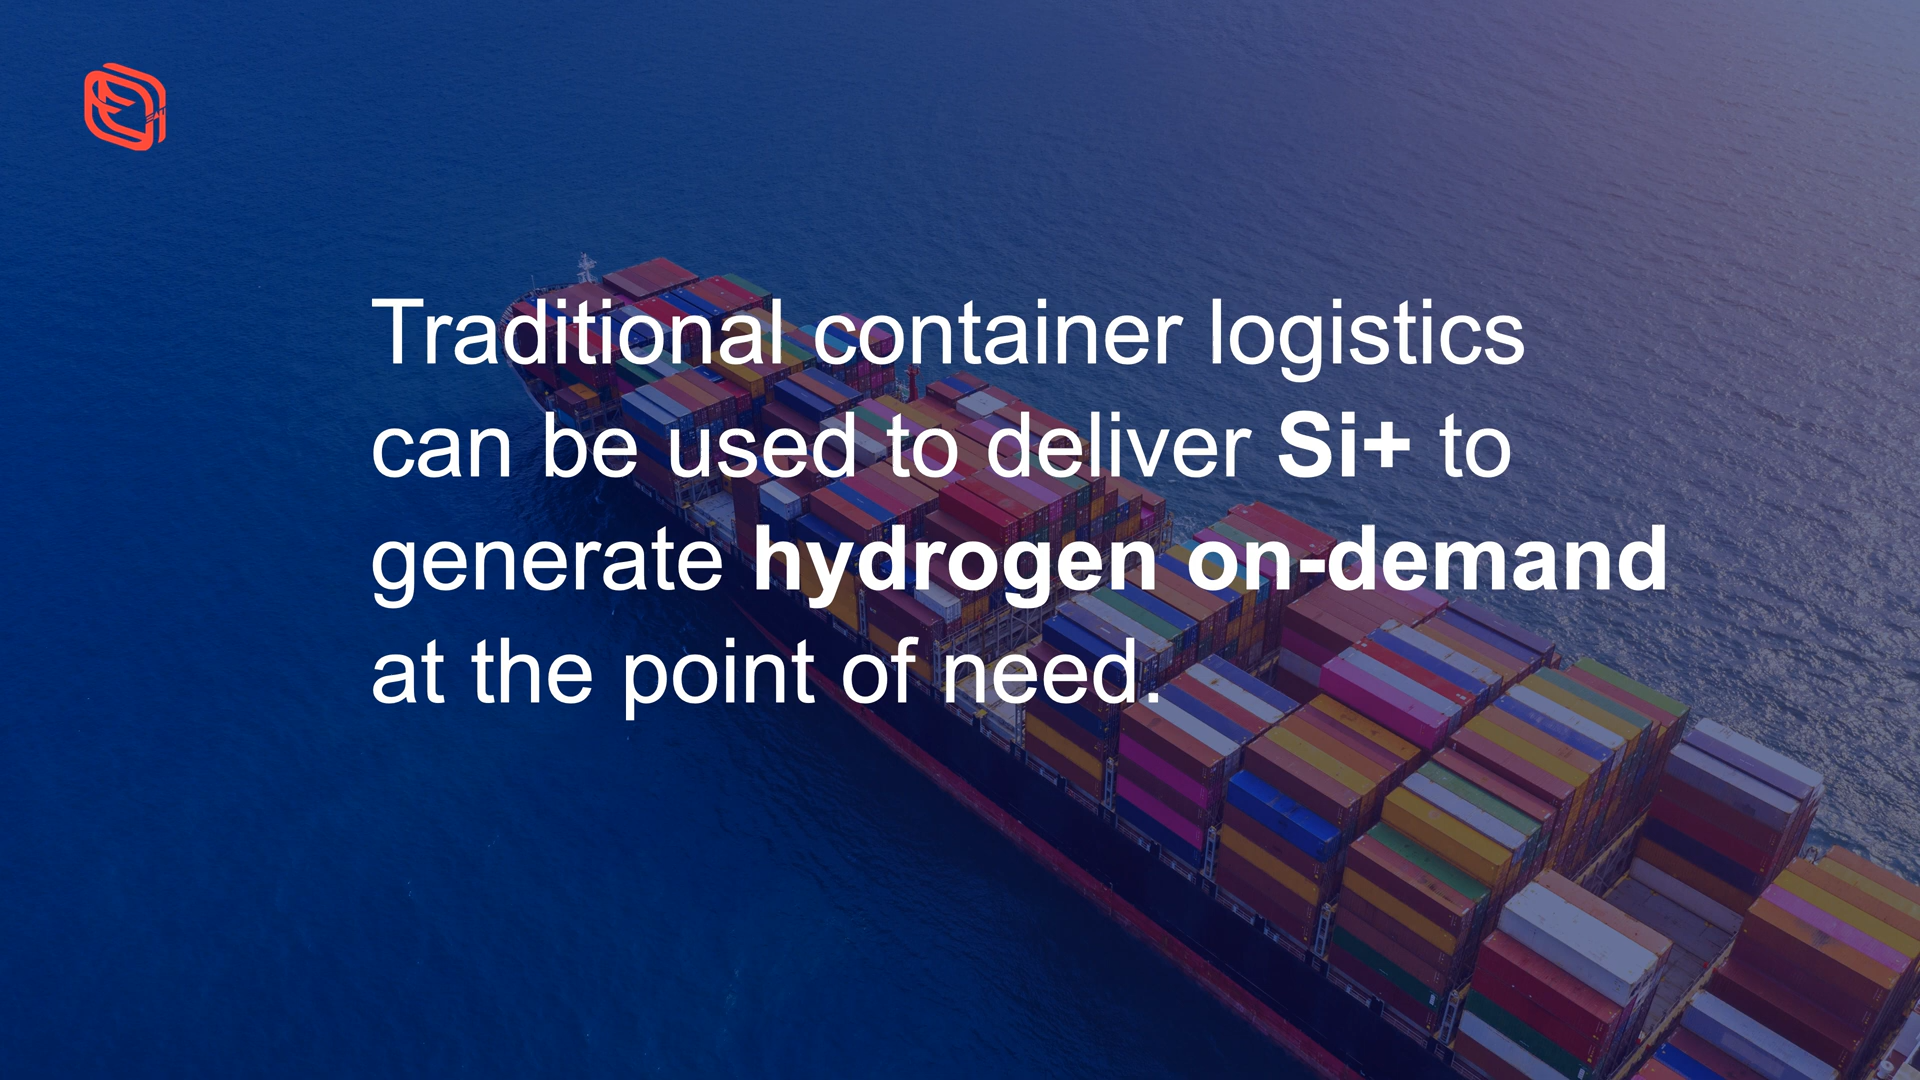 Traditional container logistics
can be used to deliver Si+ to
generate hydrogen on-demand
at the point of need.